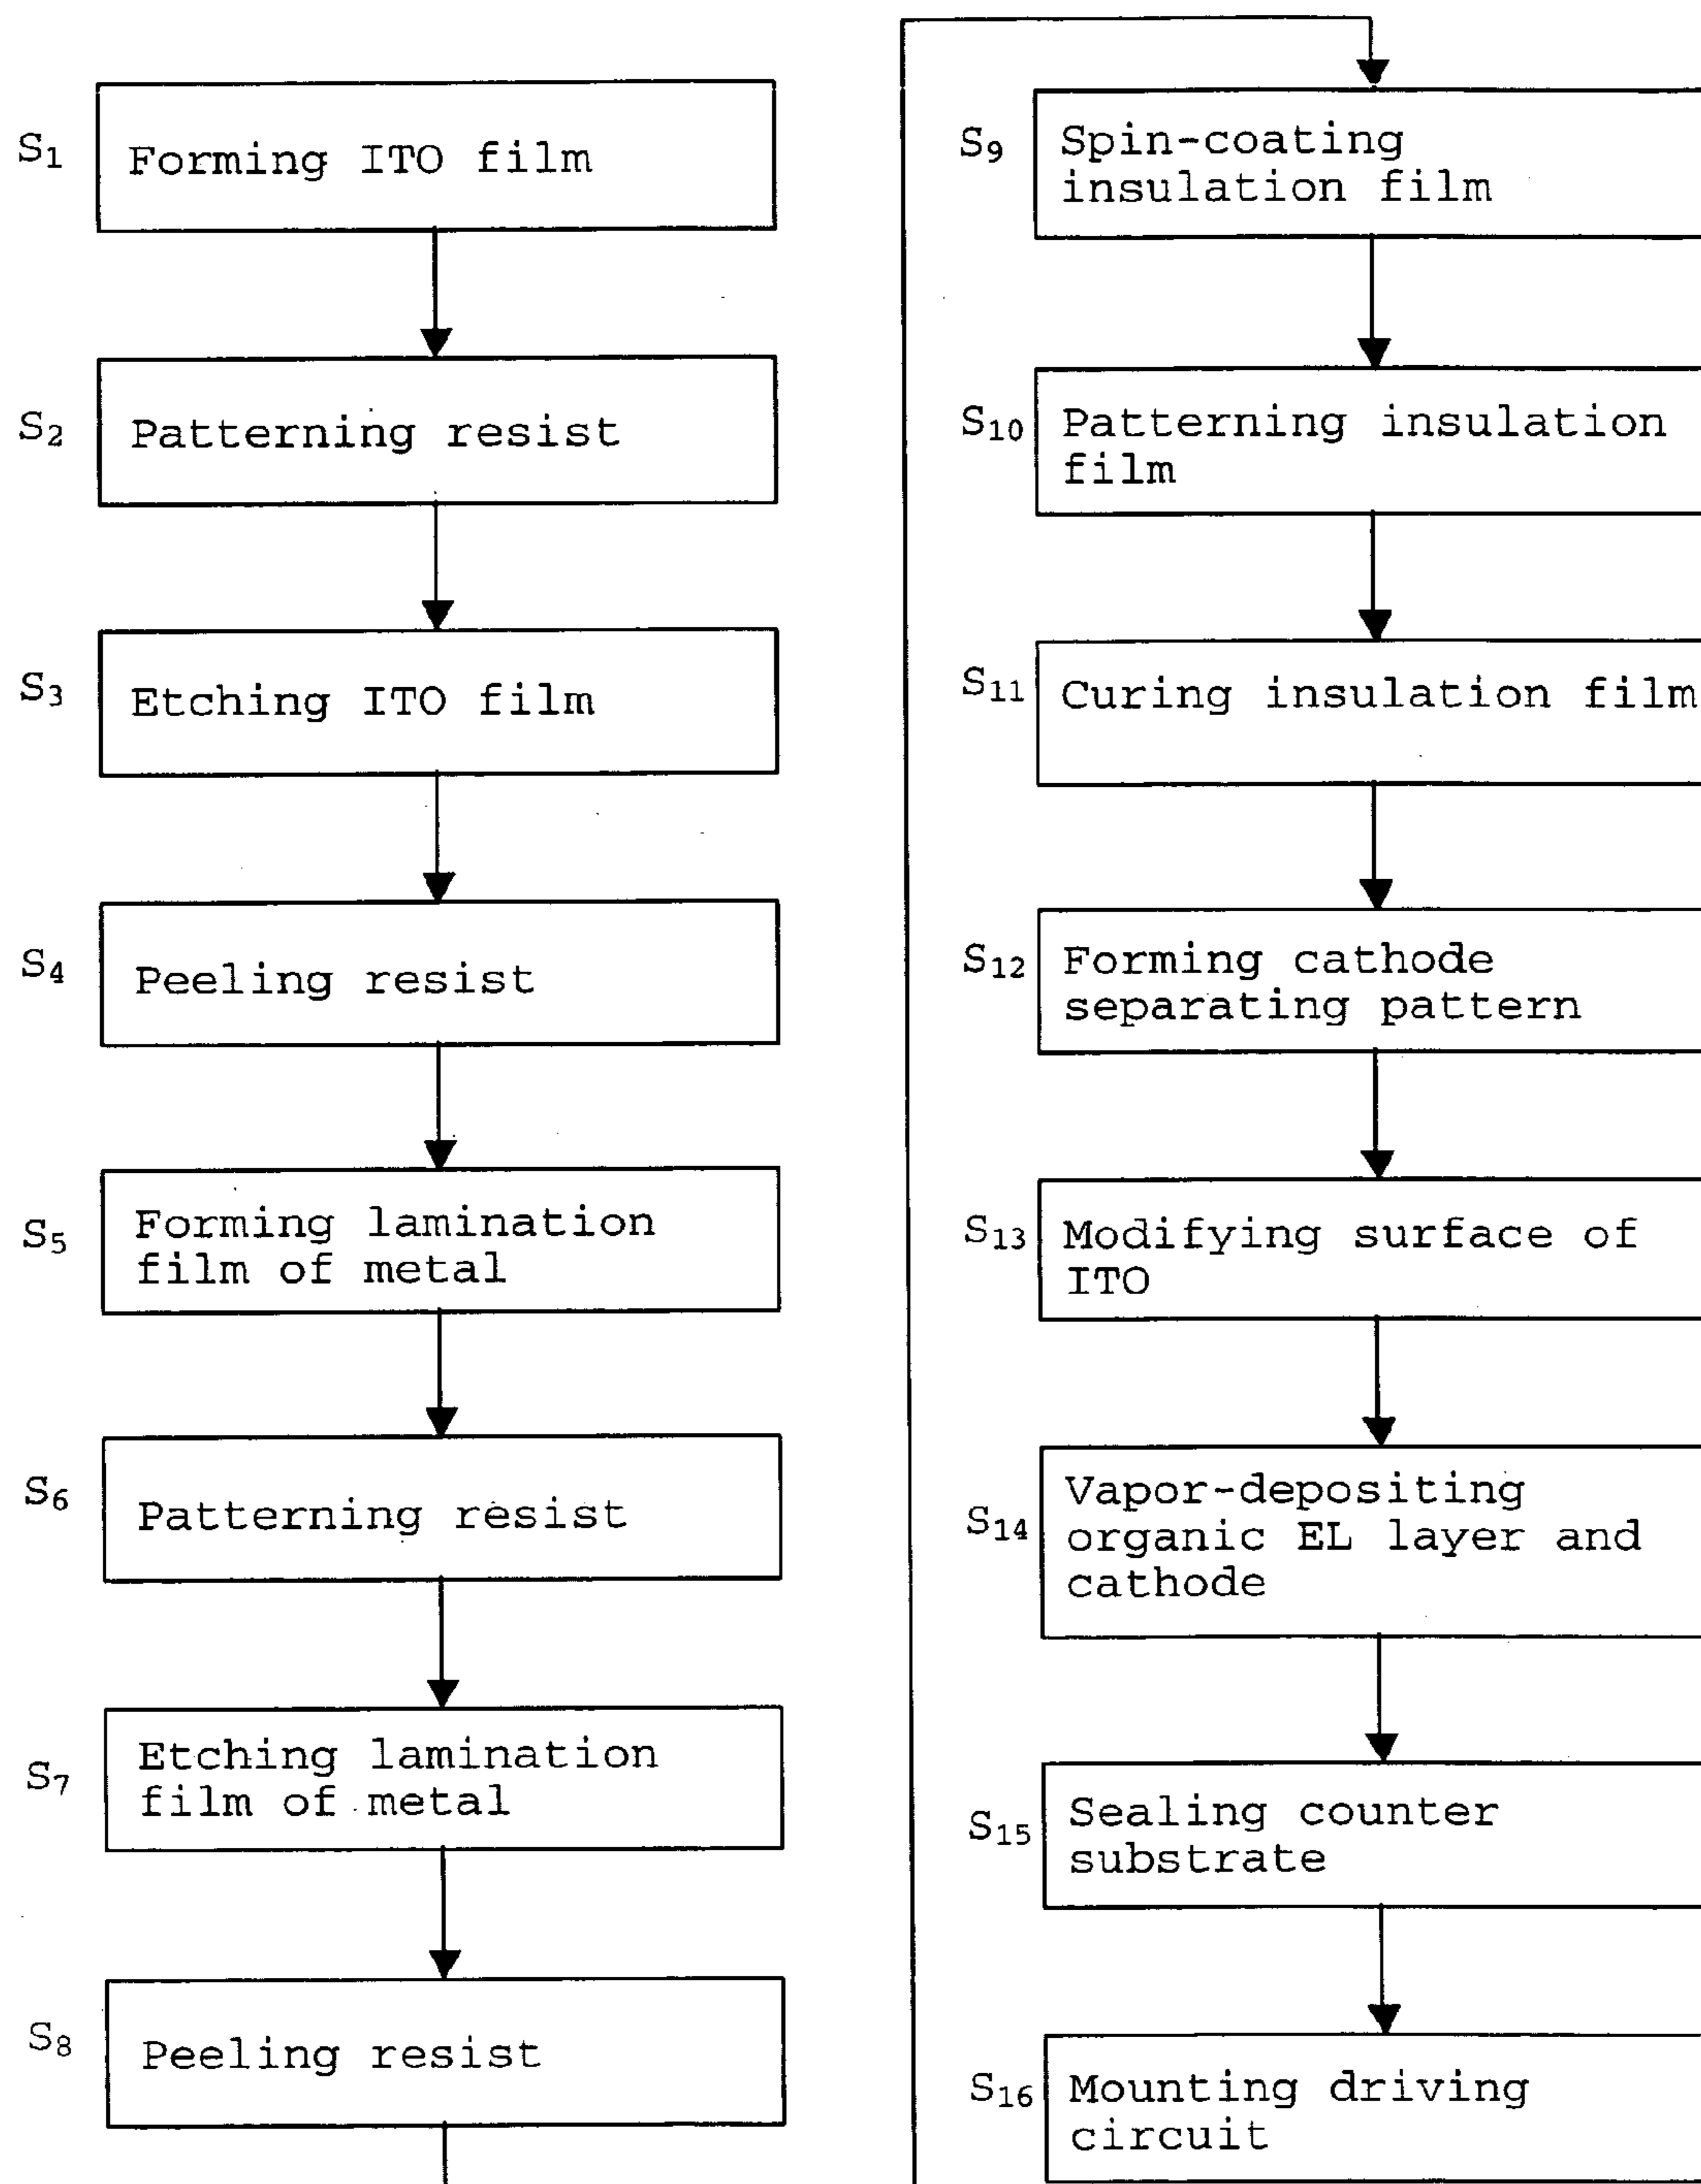 S1 Forming ITO film
S2 Patterning resist
S3 Etching ITO film
S4 Peeling resist
S5 Forming lamination
film of metal
S6 Patterning resist
S7 Etching lamination
film of metal
S8 Peeling resist
S9 Spin-coating
insulation film
S10 Patterning insulation
film
S11 Curing insulation film
S12 Forming cathode
separating pattern
S13 Modifying surface of
ITO
S14 Vapor-depositing
organic EL layer and
cathode
S15 Sealing counter
substrate
S16 Mounting driving
circuit